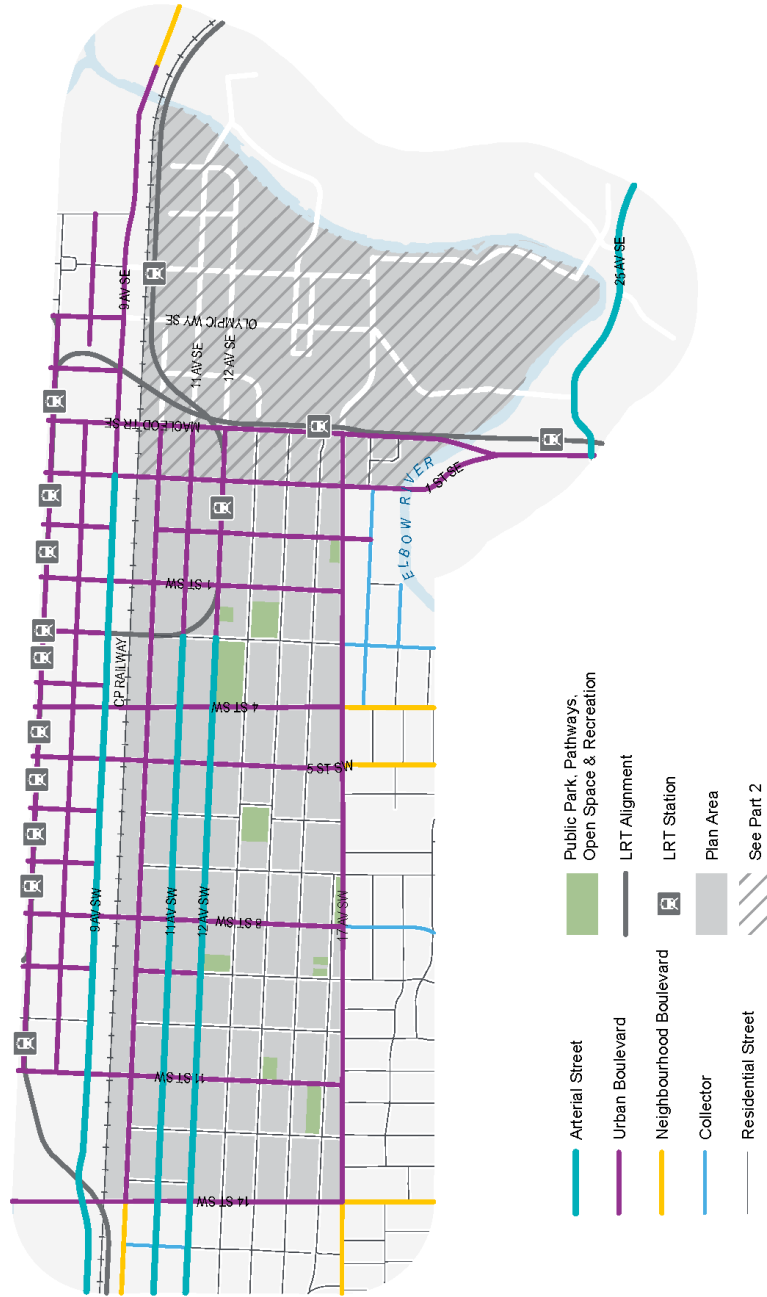 9 AV SE
OLYMPIC WY SE
11 AV SE
12 AV SE
25 AV SE
MACLEOD TR SE
1 ST SE
ELBOW RIVER
1 ST SW
CP RAILWAY
4 ST SW
5 ST SW
9 AV SW
11 AV SW
12 AV SW
8 ST SW
17 AV SW
11 ST SW
14 ST SW
Arterial Street
Urban Boulevard
Neighbourhood Boulevard
Collector
Residential Street
Public Park, Pathways,
Open Space & Recreation
LRT Alignment
LRT Station
Plan Area
See Part 2